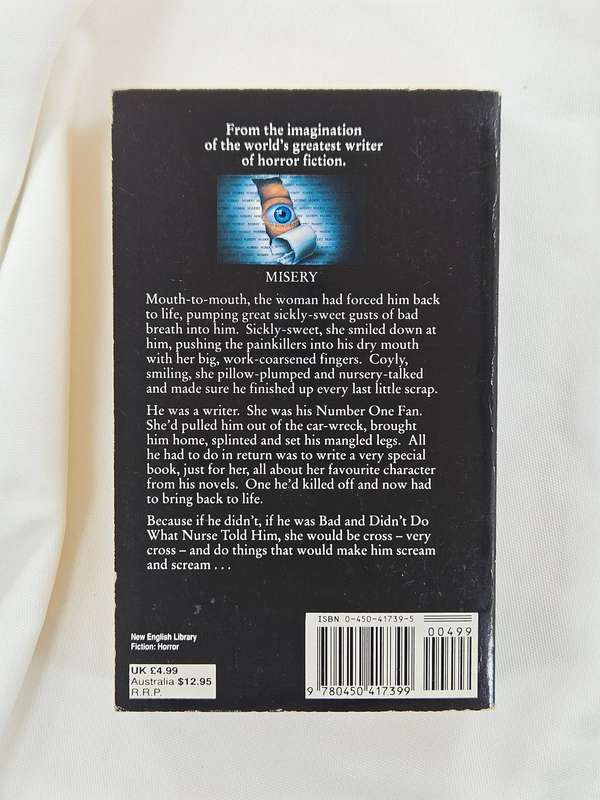 From the imagination
of the world's greatest writer
of horror fiction.
MISERY
Mouth-to-mouth, the woman had forced him back
to life, pumping great sickly-sweet gusts of bad
breath into him. Sickly-sweet, she smiled down at
him, pushing the painkillers into his dry mouth
with her big, work-coarsened fingers. Coyly,
smiling, she pillow-plumped and nursery-talked
and made sure he finished up every last little scrap.
He was a writer. She was his Number One Fan.
She'd pulled him out of the car-wreck, brought
him home, splinted and set his mangled legs. All
he had to do in return was to write a very special
book, just for her, all about her favourite character
from his novels. One he'd killed off and now had
to bring back to life.
Because if he didn't, if he was Bad and Didn't Do
What Nurse Told Him, she would be cross – very
cross – and do things that would make him scream
and scream . . .
New English Library
Fiction: Horror
UK £4.99
Australia $12.95
R.R.P.
ISBN 0-450-41739-5
00499
9 780450 417399